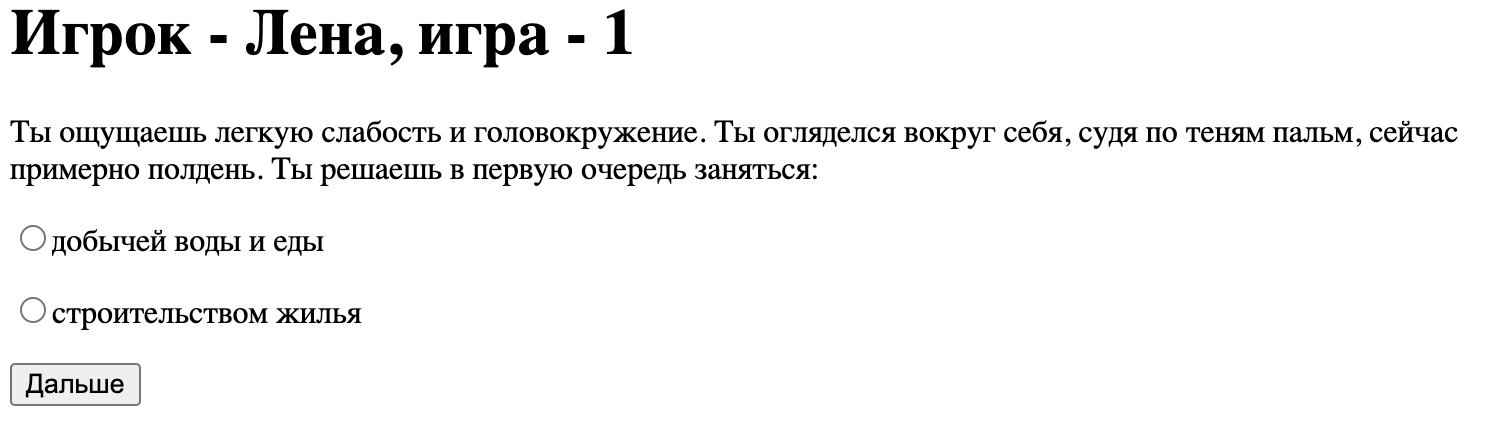 Игрок - Лена, игра - 1
Ты ощущаешь легкую слабость и головокружение. Ты огляделся вокруг себя, судя по теням пальм, сейчас
примерно полдень. Ты решаешь в первую очередь заняться:
добычей воды и еды
строительством жилья
Дальше